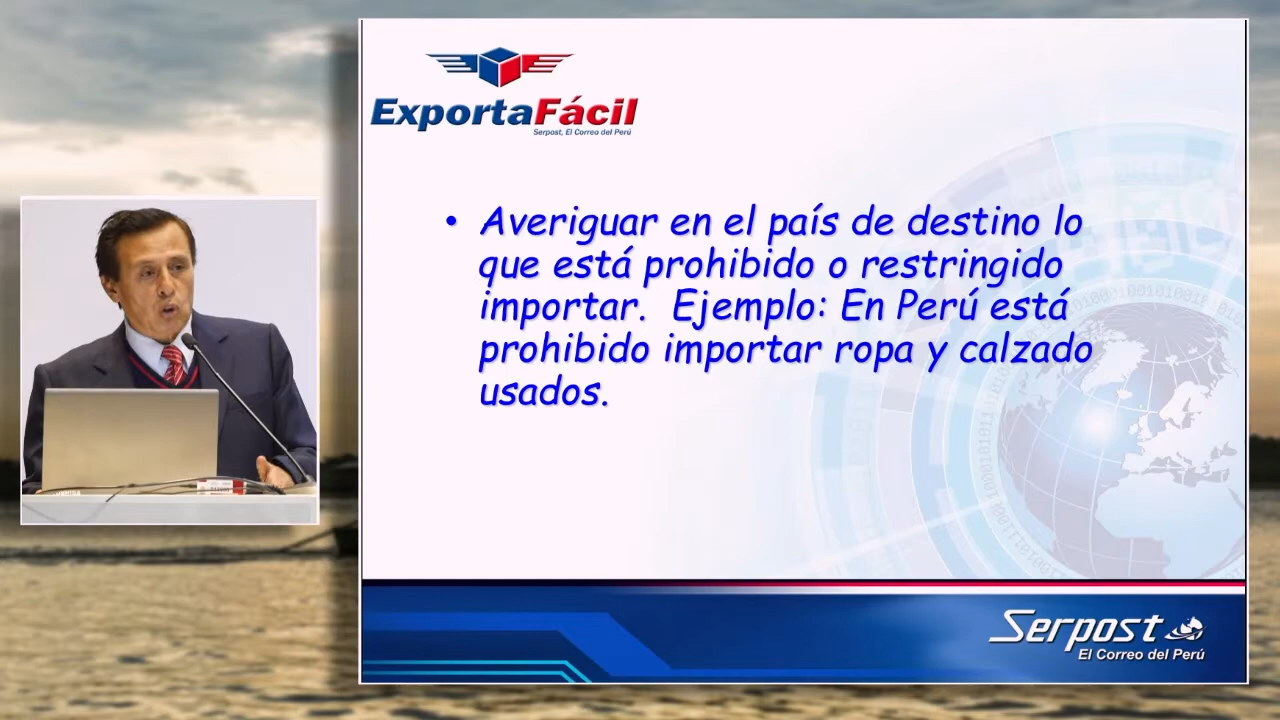 ExportaFácil
Serpost, El Correo del Perú
• Averiguar en el país de destino lo
que está prohibido o restringido
importar. Ejemplo: En Perú está
prohibido importar ropa y calzado
usados.
Serpost
El Correo del Perú